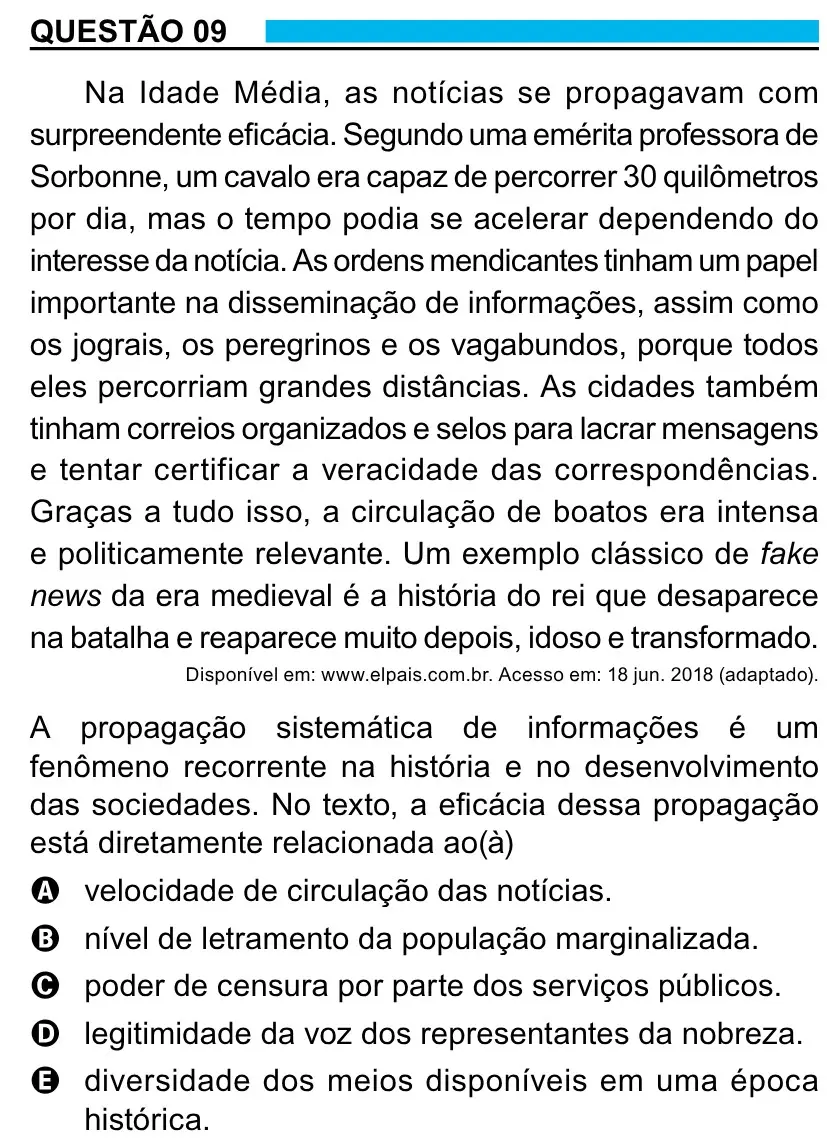 QUESTÃO 09
Na Idade Média, as notícias se propagavam com
surpreendente eficácia. Segundo uma emérita professora de
Sorbonne, um cavalo era capaz de percorrer 30 quilômetros
por dia, mas o tempo podia se acelerar dependendo do
interesse da notícia. As ordens mendicantes tinham um papel
importante na disseminação de informações, assim como
os jograis, os peregrinos e os vagabundos, porque todos
eles percorriam grandes distâncias. As cidades também
tinham correios organizados e selos para lacrar mensagens
e tentar certificar a veracidade das correspondências.
Graças a tudo isso, a circulação de boatos era intensa
e politicamente relevante. Um exemplo clássico de fake
news da era medieval é a história do rei que desaparece
na batalha e reaparece muito depois, idoso e transformado.
Disponível em: www.elpais.com.br. Acesso em: 18 jun. 2018 (adaptado).
A propagação sistemática de informações é um
fenômeno recorrente na história e no desenvolvimento
das sociedades. No texto, a eficácia dessa propagação
está diretamente relacionada ao(à)
A velocidade de circulação das notícias.
B nível de letramento da população marginalizada.
C poder de censura por parte dos serviços públicos.
D legitimidade da voz dos representantes da nobreza.
E diversidade dos meios disponíveis em uma época
histórica.